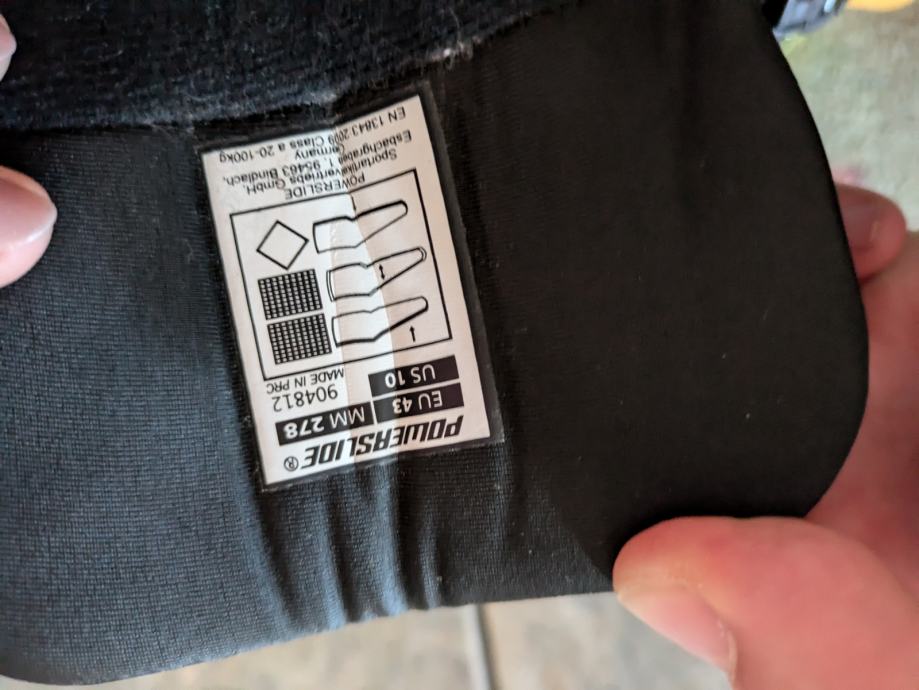 POWERSLIDE ®
EU 43 MM 278
US 10 904812
MADE IN PRC
POWERSLIDE
Sportartikelvertriebs GmbH,
Esbachgraben 1, 95463 Bindlach,
Germany
EN 13843:2009 Class a 20-100kg